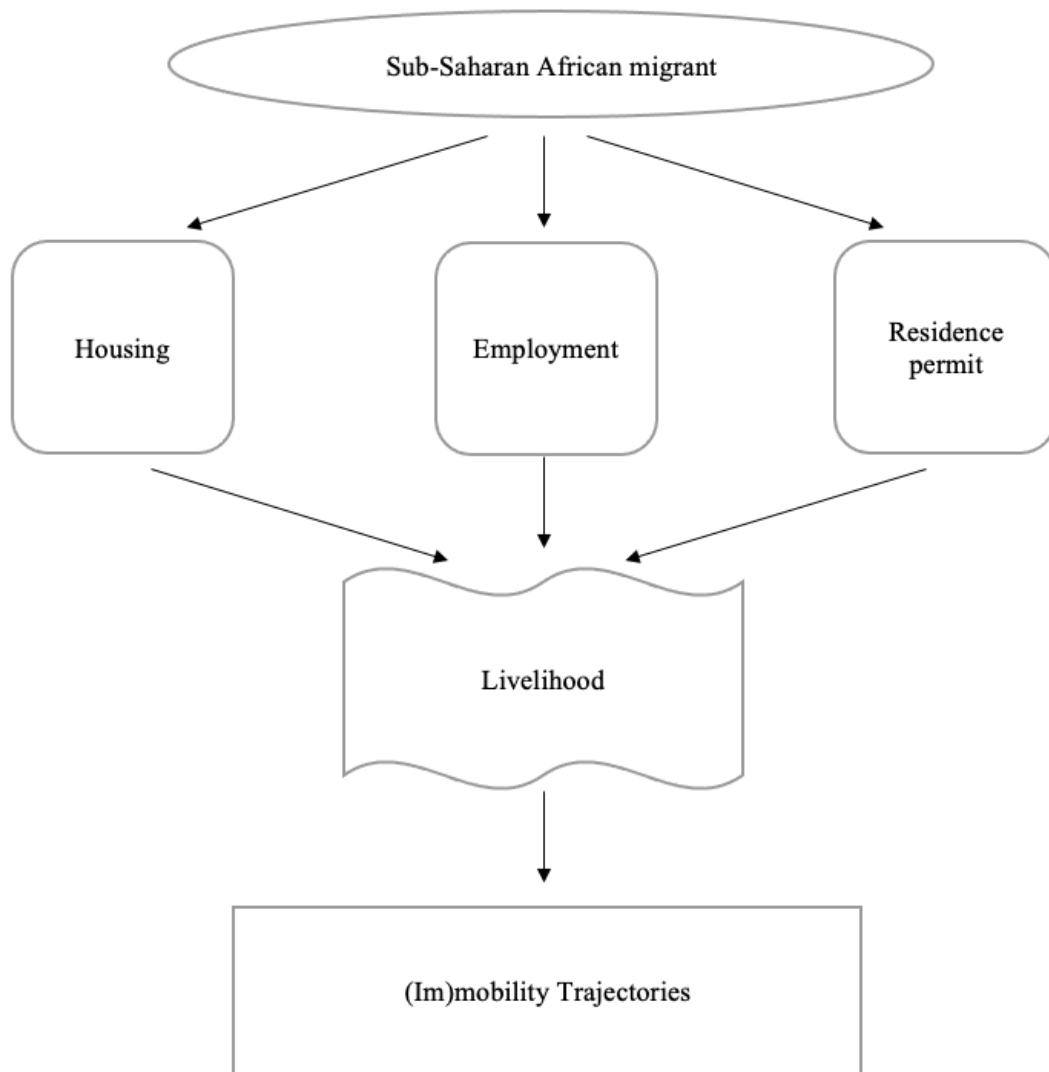 Sub-Saharan African migrant
Housing
Employment
Residence
permit
Livelihood
(Im)mobility Trajectories